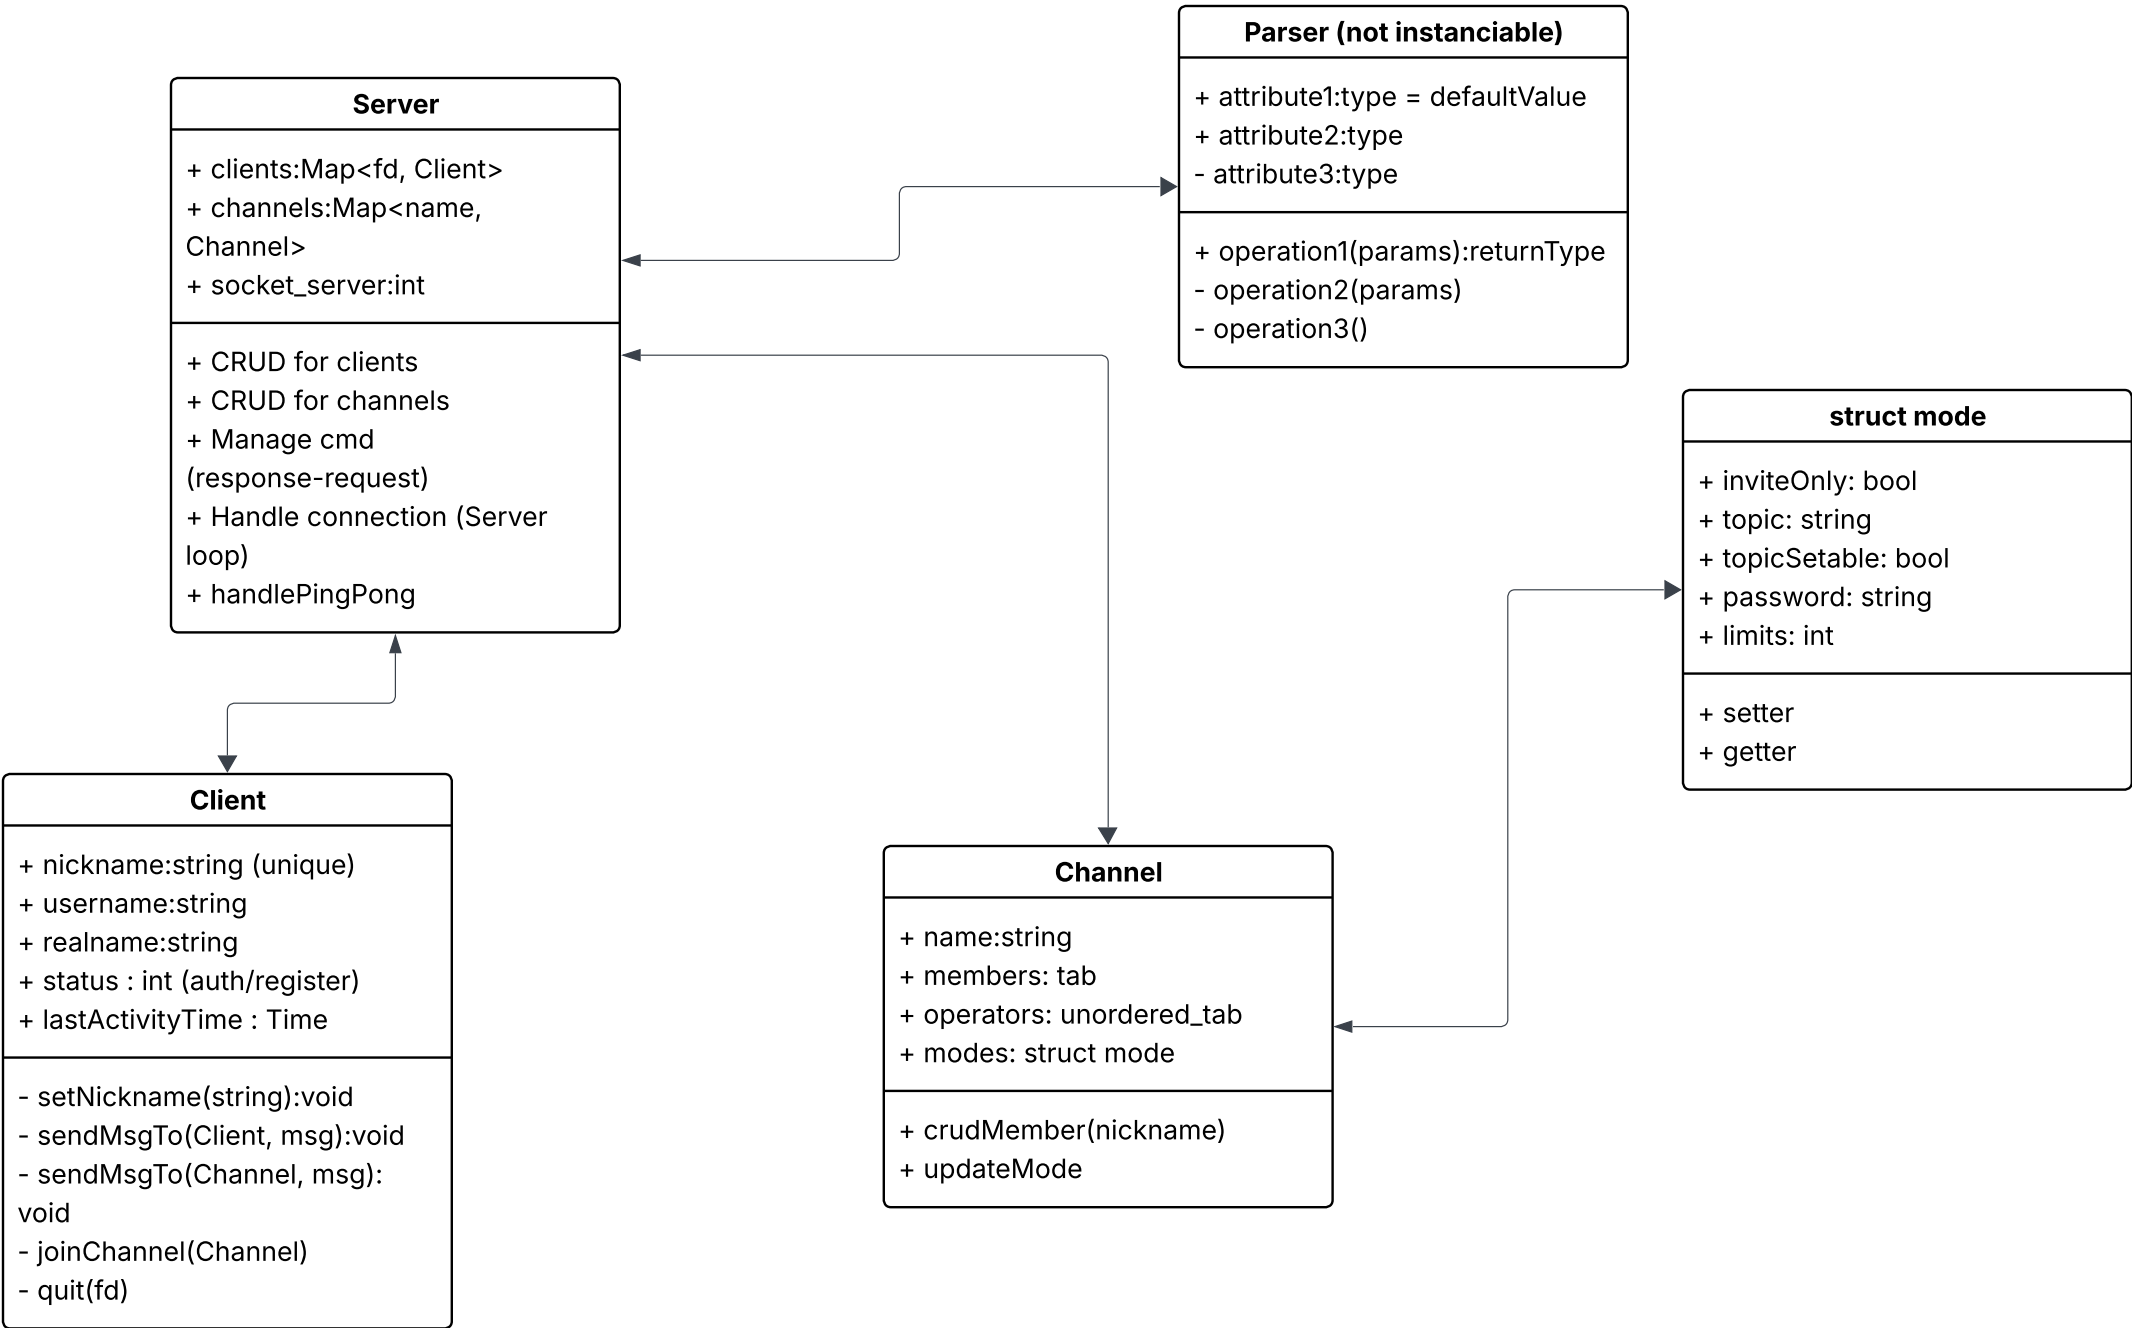 Server
+ clients:Map<fd, Client>
+ channels:Map<name,
Channel>
+ socket_server:int
+ CRUD for clients
+ CRUD for channels
+ Manage cmd
(response-request)
+ Handle connection (Server
loop)
+ handlePingPong
Parser (not instanciable)
+ attribute1:type = defaultValue
+ attribute2:type
- attribute3:type
+ operation1(params):returnType
- operation2(params)
- operation3()
struct mode
+ inviteOnly: bool
+ topic: string
+ topicSetable: bool
+ password: string
+ limits: int
+ setter
+ getter
Client
+ nickname:string (unique)
+ username:string
+ realname:string
+ status : int (auth/register)
+ lastActivityTime : Time
- setNickname(string):void
- sendMsgTo(Client, msg):void
- sendMsgTo(Channel, msg):
void
- joinChannel(Channel)
- quit(fd)
Channel
+ name:string
+ members: tab
+ operators: unordered_tab
+ modes: struct mode
+ crudMember(nickname)
+ updateMode